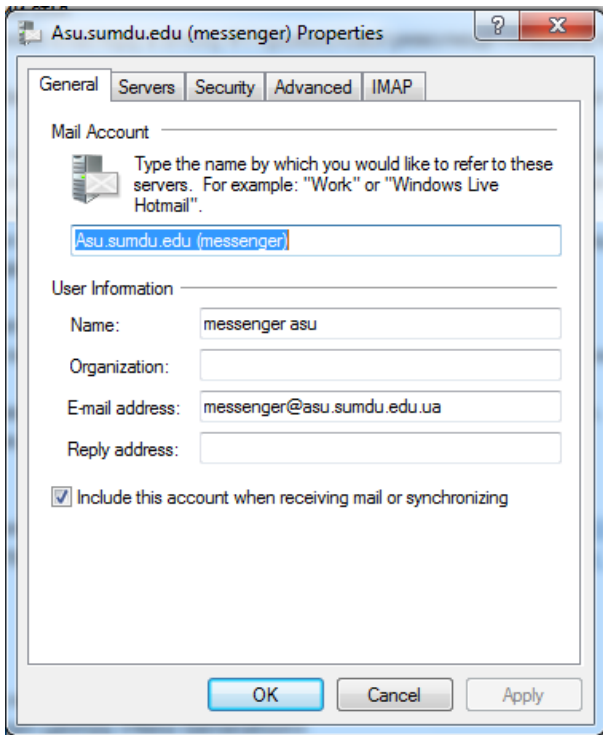 Asu.sumdu.edu (messenger) Properties
?
General Servers Security Advanced IMAP
Mail Account
Type the name by which you would like to refer to these
servers. For example: "Work" or "Windows Live
Hotmail".
Asu.sumdu.edu (messenger)
User Information
Name: messenger asu
Organization:
E-mail address: messenger@asu.sumdu.edu.ua
Reply address:
Include this account when receiving mail or synchronizing
OK Cancel Apply